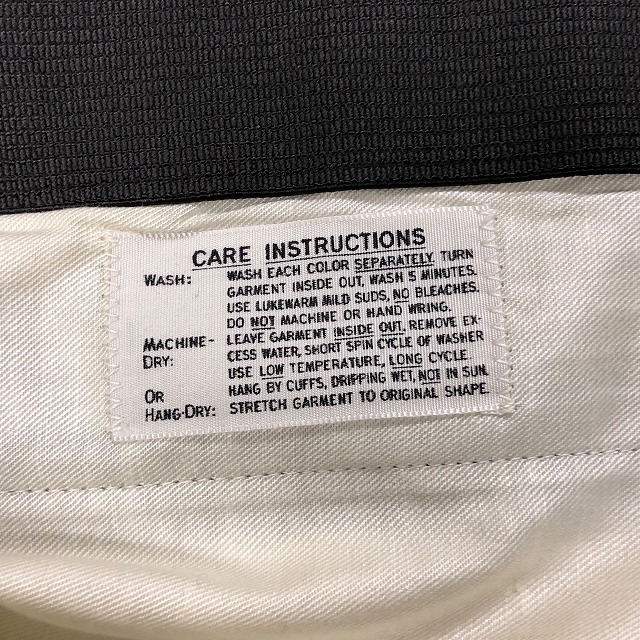 CARE INSTRUCTIONS
WASH: WASH EACH COLOR SEPARATELY. TURN
GARMENT INSIDE OUT, WASH 5 MINUTES.
USE LUKEWARM MILD SUDS, NO BLEACHES.
DO NOT MACHINE OR HAND WRING.
MACHINE- LEAVE GARMENT INSIDE OUT, REMOVE EX-
DRY: CESS WATER, SHORT SPIN CYCLE OF WASHER
USE LOW TEMPERATURE, LONG CYCLE.
OR HANG BY CUFFS, DRIPPING WET, NOT IN SUN.
HANG-DRY: STRETCH GARMENT TO ORIGINAL SHAPE.